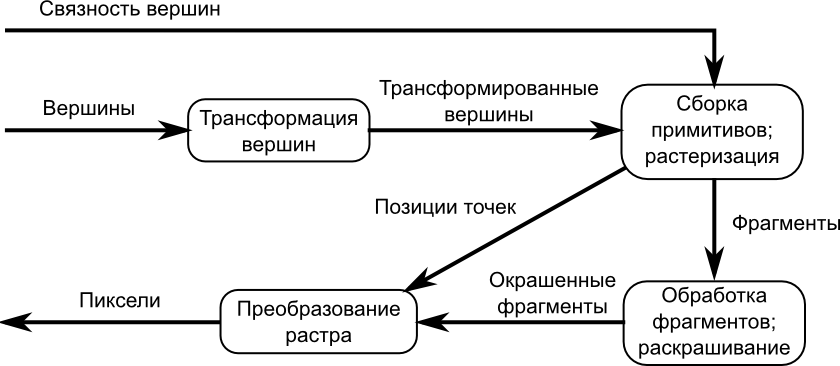 Связность вершин
Вершины
Трансформация
вершин
Трансформированные
вершины
Сборка
примитивов;
растеризация
Позиции точек
Фрагменты
Пиксели
Преобразование
растра
Окрашенные
фрагменты
Обработка
фрагментов;
раскрашивание